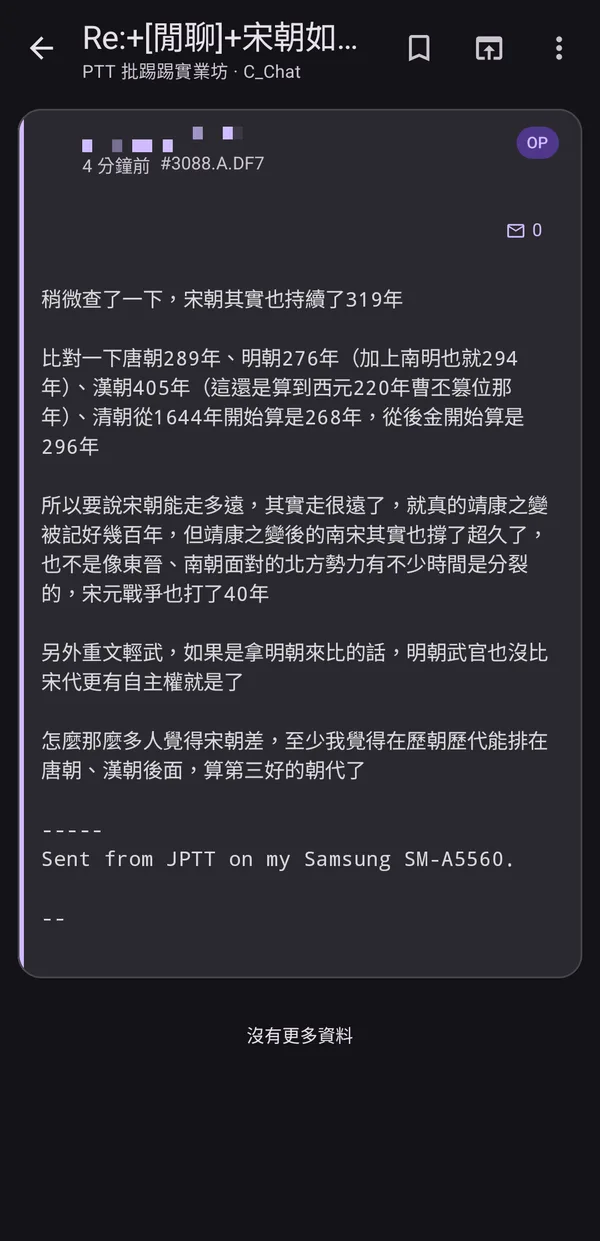 Re:+[閒聊]+宋朝如…
PTT 批踢踢實業坊 · C_Chat
OP
4 分鐘前 #3088.A.DF7
0
稍微查了一下，宋朝其實也持續了319年
比對一下唐朝289年、明朝276年（加上南明也就294
年）、漢朝405年（這還是算到西元220年曹丕篡位那
年）、清朝從1644年開始算是268年，從後金開始算是
296年
所以要說宋朝能走多遠，其實走很遠了，就真的靖康之變
被記好幾百年，但靖康之變後的南宋其實也撐了超久了，
也不是像東晉、南朝面對的北方勢力有不少時間是分裂
的，宋元戰爭也打了40年
另外重文輕武，如果是拿明朝來比的話，明朝武官也沒比
宋代更有自主權就是了
怎麼那麼多人覺得宋朝差，至少我覺得在歷朝歷代能排在
唐朝、漢朝後面，算第三好的朝代了
-----
Sent from JPTT on my Samsung SM-A5560.
--
沒有更多資料